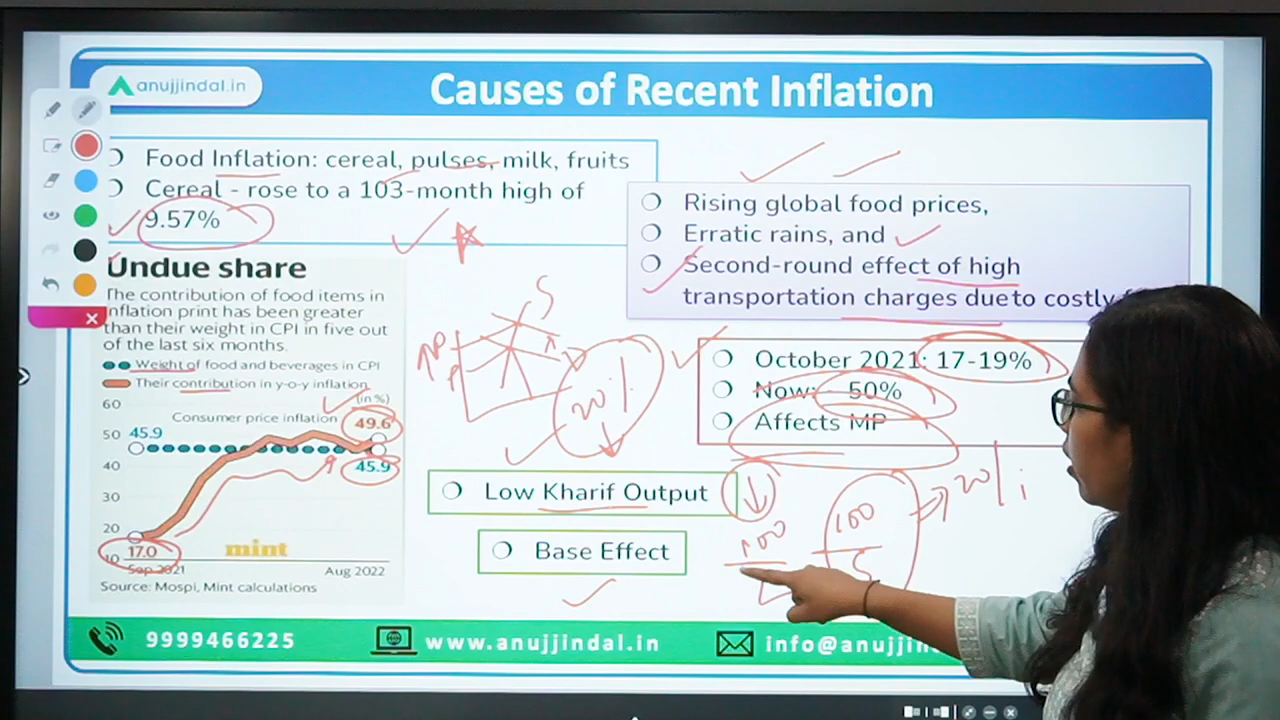 anujjindal.in
Causes of Recent Inflation
Food Inflation: cereal, pulses, milk, fruits
Cereal - rose to a 103-month high of
9.57%
Rising global food prices,
Erratic rains, and
Second-round effect of high
transportation charges due to costly
Undue share
The contribution of food items in
inflation print has been greater
than their weight in CPI in five out
of the last six months.
Weight of food and beverages in CPI
Their contribution in y-o-y inflation
(in %)
60
Consumer price inflation
49.6
50
45.9
40
45.9
30
20
17.0
10
mint
Sep 2021
Aug 2022
Source: Mospi, Mint calculations
S
P
20%
October 2021: 17-19%
Now: 50%
Affects MP
Low Kharif Output
Base Effect
100
100
5
20%
9999466225
www.anujjindal.in
info@anujjin